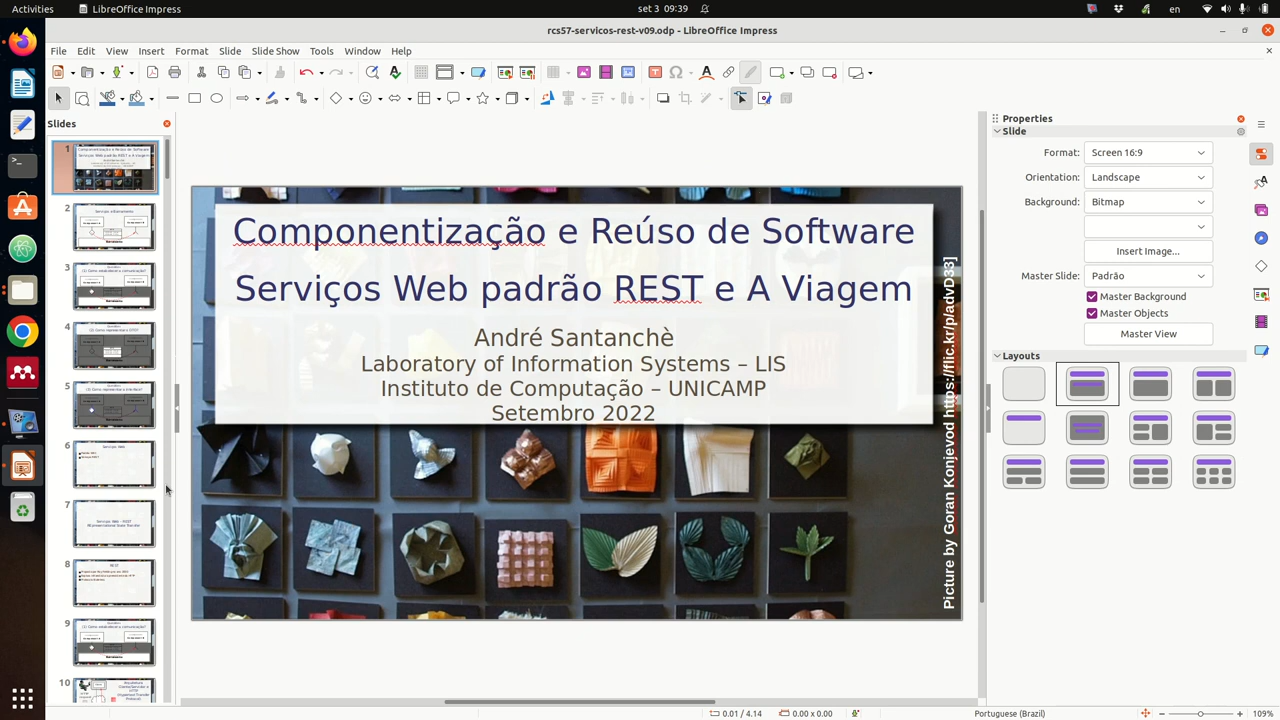 Activities
LibreOffice Impress
set 3 09:39
en
rcs57-servicos-rest-v09.odp - LibreOffice Impress
File Edit View Insert Format Slide Slide Show Tools Window Help
Slides
Properties
Slide
Format: Screen 16:9
Orientation: Landscape
Background: Bitmap
Insert Image...
Master Slide: Padrão
Master Background
Master Objects
Master View
Layouts
1
2
3
4
5
6
7
8
9
10
Componentização e Reúso de Software
Serviços Web padrão REST e A Viagem
André Santanchè
Laboratory of Information Systems – LIS
Instituto de Computação – UNICAMP
Setembro 2022
Picture by Goran Konjevod https://flic.kr/p/advD38]
0.01 / 4.14
0.00 x 0.00
Portuguese (Brazil)
109%